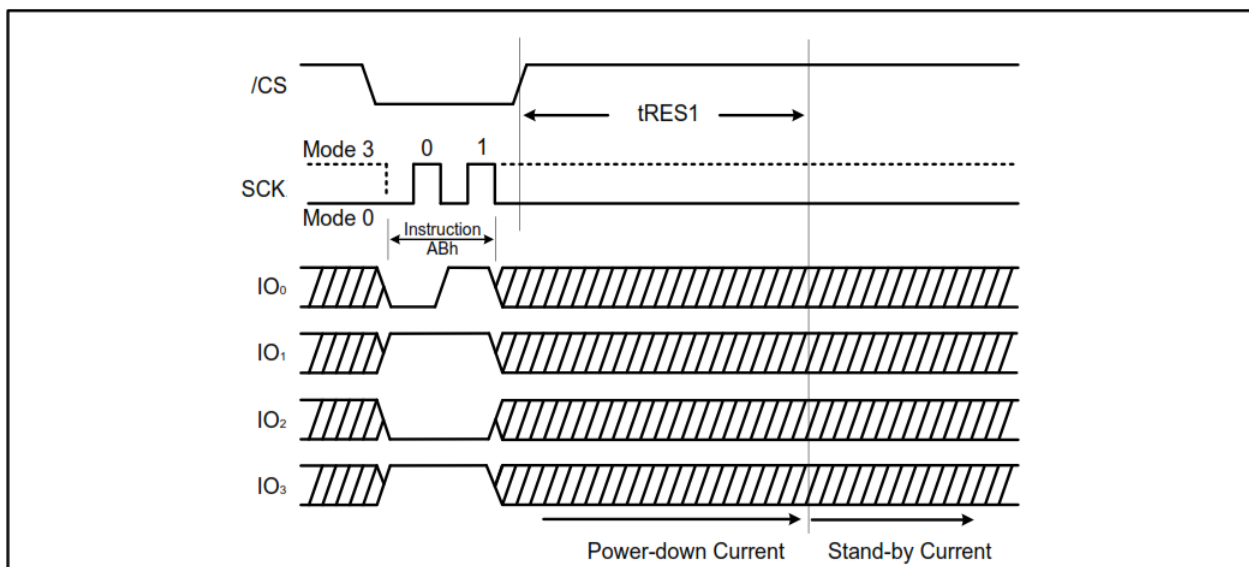 /CS
tRES1
Mode 3
0 1
SCK
Mode 0
Instruction
ABh
IO₀
IO₁
IO₂
IO₃
Power-down Current Stand-by Current